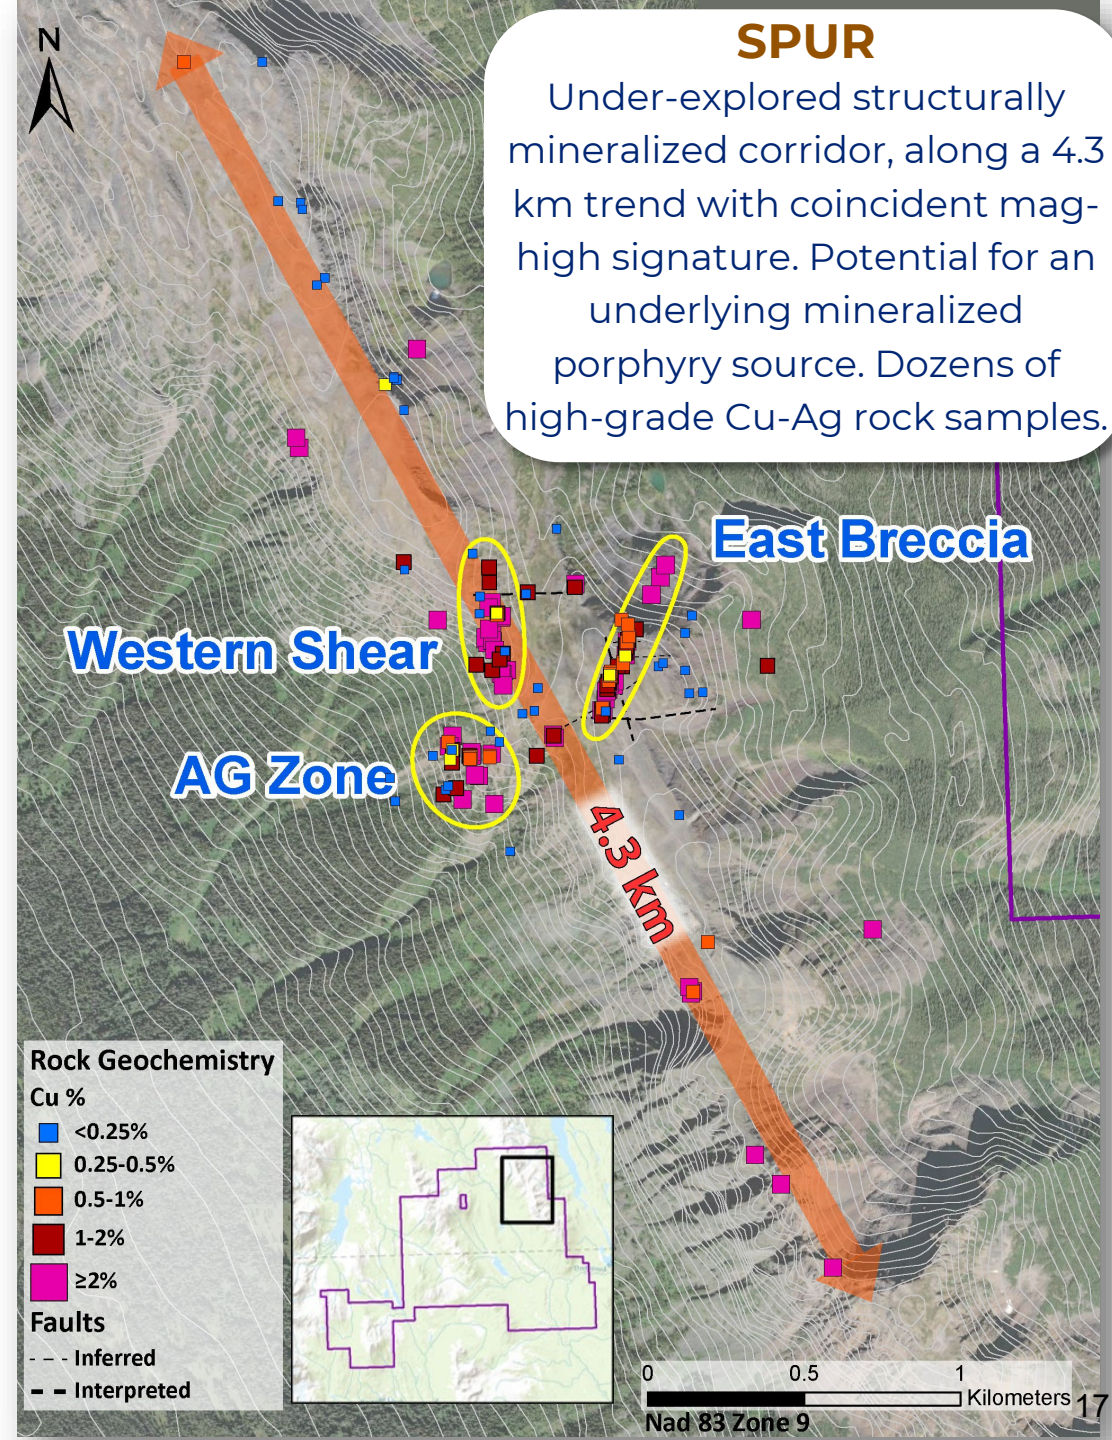 N
SPUR
Under-explored structurally
mineralized corridor, along a 4.3
km trend with coincident mag-
high signature. Potential for an
underlying mineralized
porphyry source. Dozens of
high-grade Cu-Ag rock samples.
East Breccia
Western Shear
AG Zone
4.3 km
Rock Geochemistry
Cu %
<0.25%
0.25-0.5%
0.5-1%
1-2%
≥2%
Faults
Inferred
Interpreted
0 0.5 1
Kilometers
Nad 83 Zone 9
17